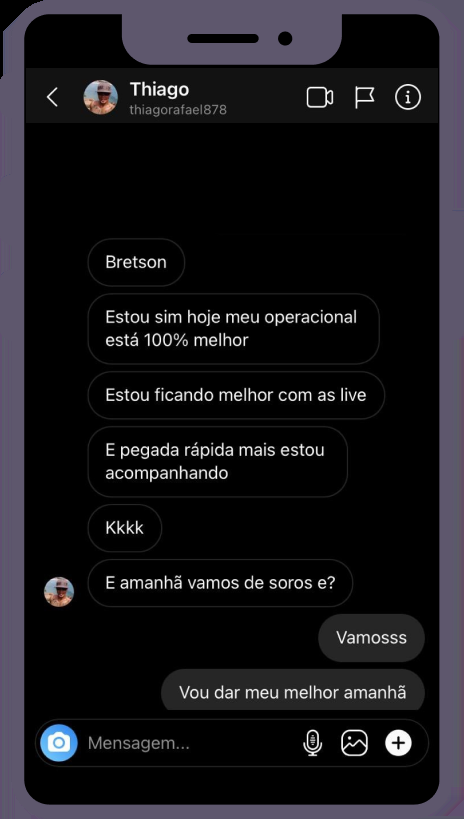 Thiago
thiagorafael878
Bretson
Estou sim hoje meu operacional
está 100% melhor
Estou ficando melhor com as live
E pegada rápida mais estou
acompanhando
Kkkk
E amanhã vamos de soros e?
Vamosss
Vou dar meu melhor amanhã
Mensagem...